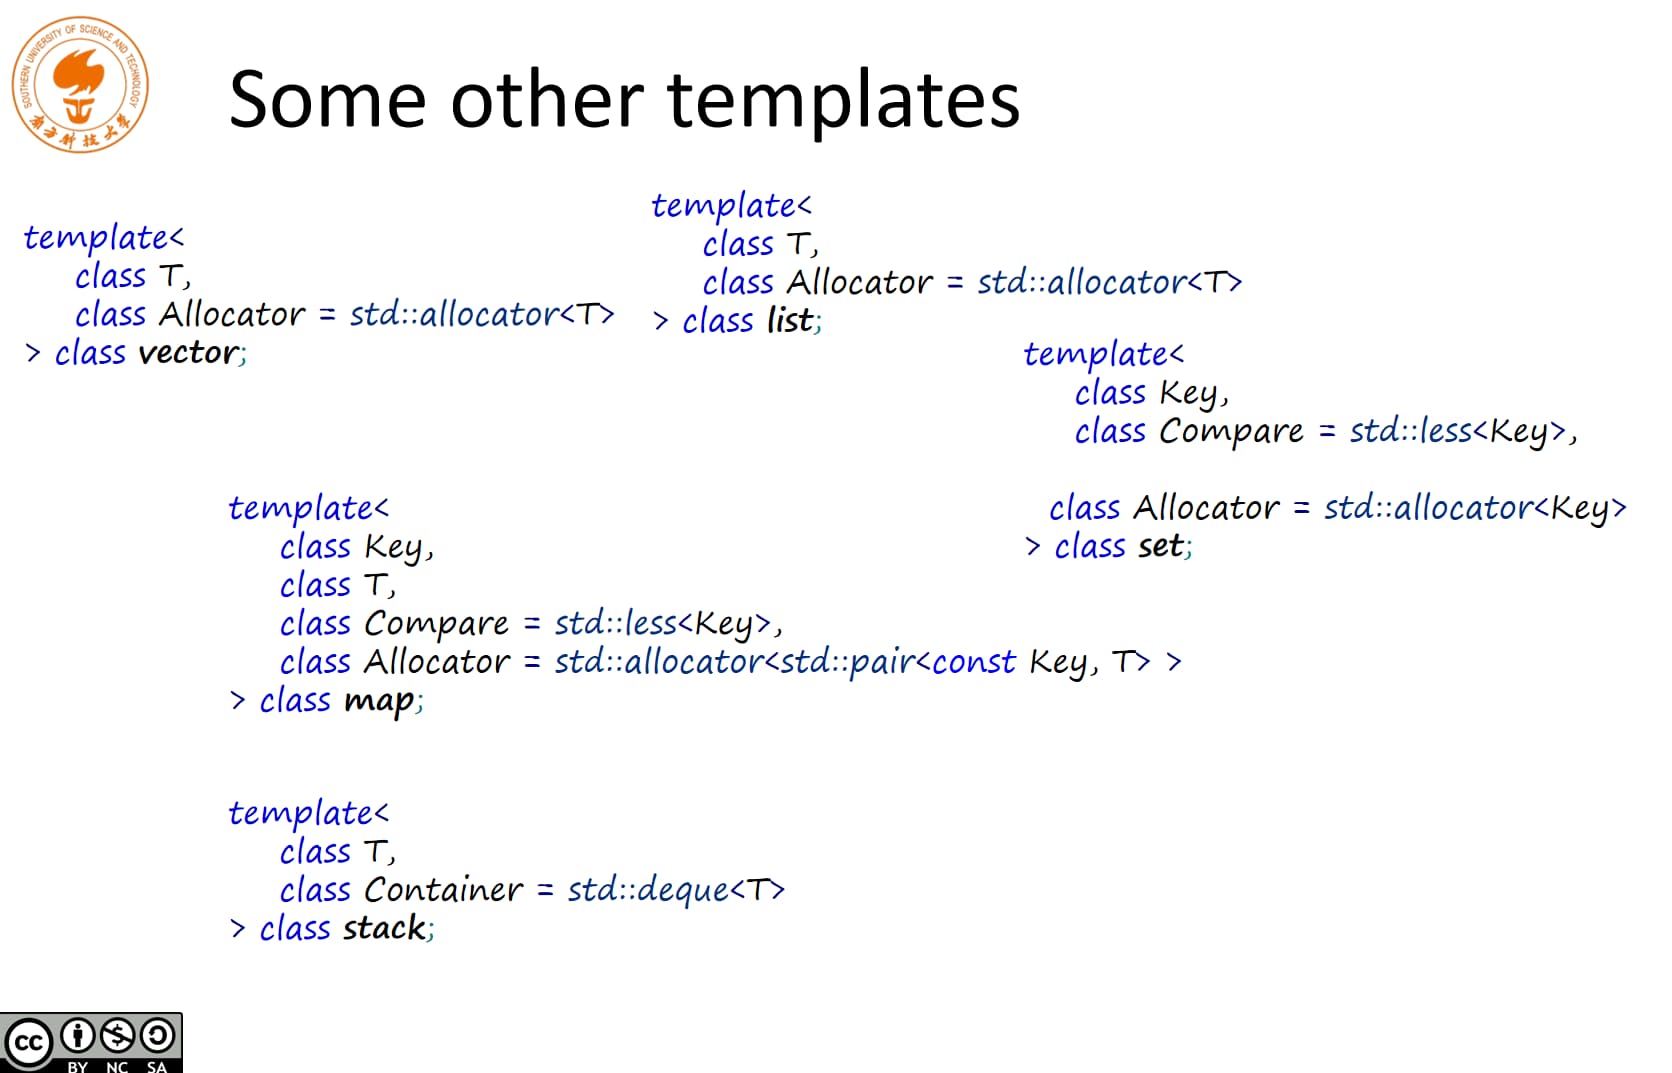 SOUTHERN UNIVERSITY OF SCIENCE AND TECHNOLOGY
南方科技大学
Some other templates
template<
class T,
class Allocator = std::allocator<T>
> class vector;
template<
class T,
class Allocator = std::allocator<T>
> class list;
template<
class Key,
class Compare = std::less<Key>,
class Allocator = std::allocator<Key>
> class set;
template<
class Key,
class T,
class Compare = std::less<Key>,
class Allocator = std::allocator<std::pair<const Key, T> >
> class map;
template<
class T,
class Container = std::deque<T>
> class stack;
cc
BY NC SA